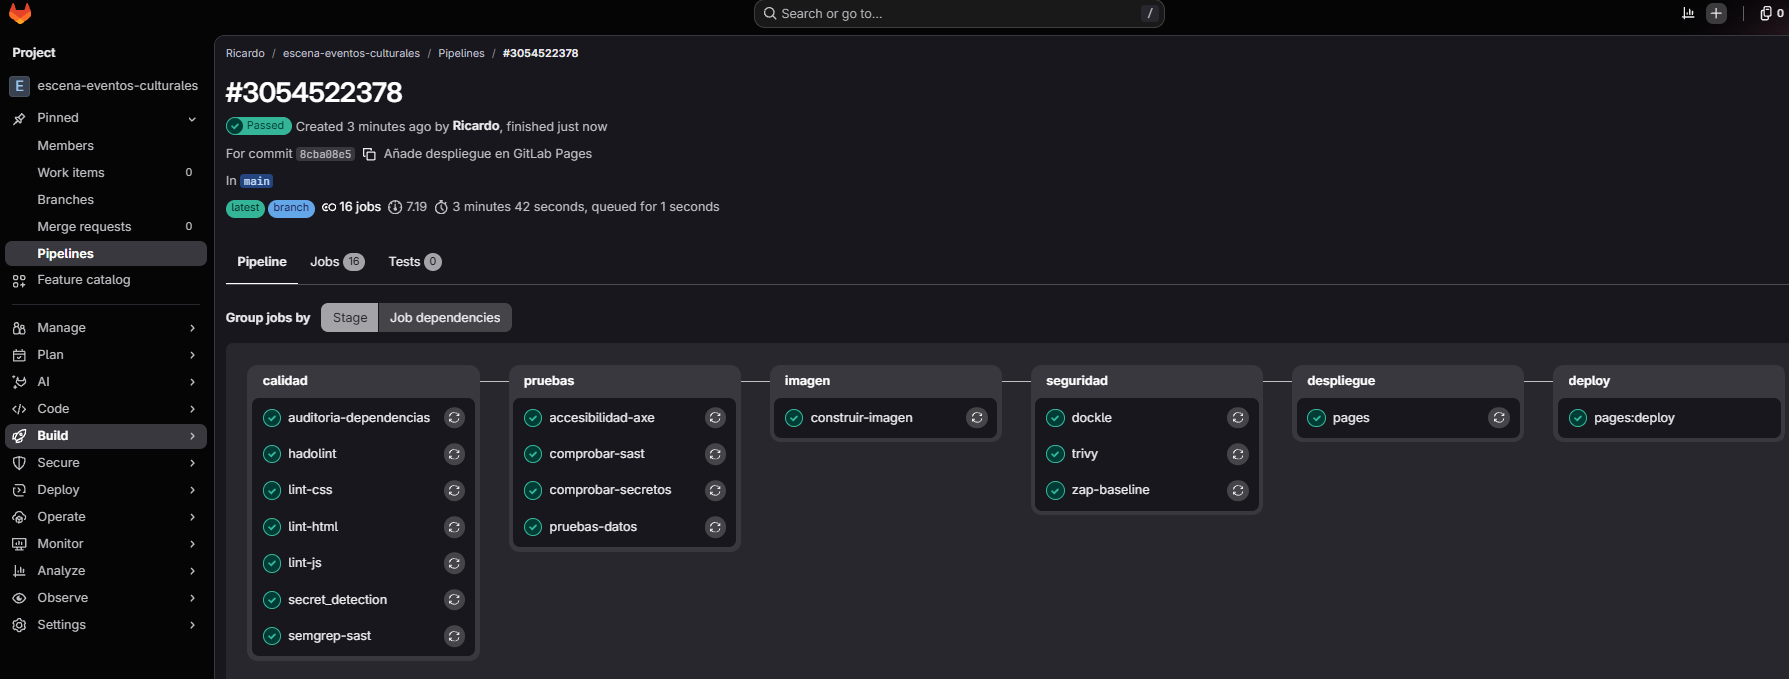 Search or go to...
/
0
Project
E escena-eventos-culturales
Pinned
Members
Work items 0
Branches
Merge requests 0
Pipelines
Feature catalog
Manage
Plan
AI
Code
Build
Secure
Deploy
Operate
Monitor
Analyze
Observe
Settings
Ricardo / escena-eventos-culturales / Pipelines / #3054522378
#3054522378
Passed Created 3 minutes ago by Ricardo, finished just now
For commit 8cba08e5 Añade despliegue en GitLab Pages
In main
latest branch 16 jobs 7.19 3 minutes 42 seconds, queued for 1 seconds
Pipeline Jobs 16 Tests 0
Group jobs by Stage Job dependencies
calidad
auditoria-dependencias
hadolint
lint-css
lint-html
lint-js
secret_detection
semgrep-sast
pruebas
accesibilidad-axe
comprobar-sast
comprobar-secretos
pruebas-datos
imagen
construir-imagen
seguridad
dockle
trivy
zap-baseline
despliegue
pages
deploy
pages:deploy